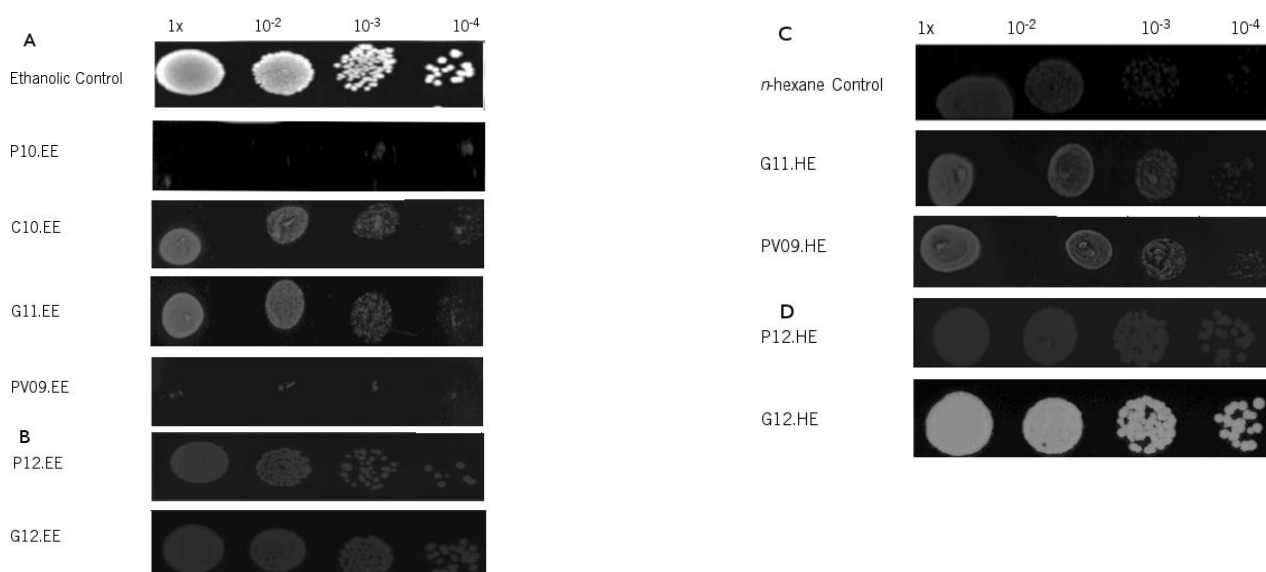 1x 10⁻² 10⁻³ 10⁻⁴
A
Ethanolic Control
P10.EE
C10.EE
G11.EE
PV09.EE
B
P12.EE
G12.EE
1x 10⁻² 10⁻³ 10⁻⁴
C
n-hexane Control
G11.HE
PV09.HE
D
P12.HE
G12.HE